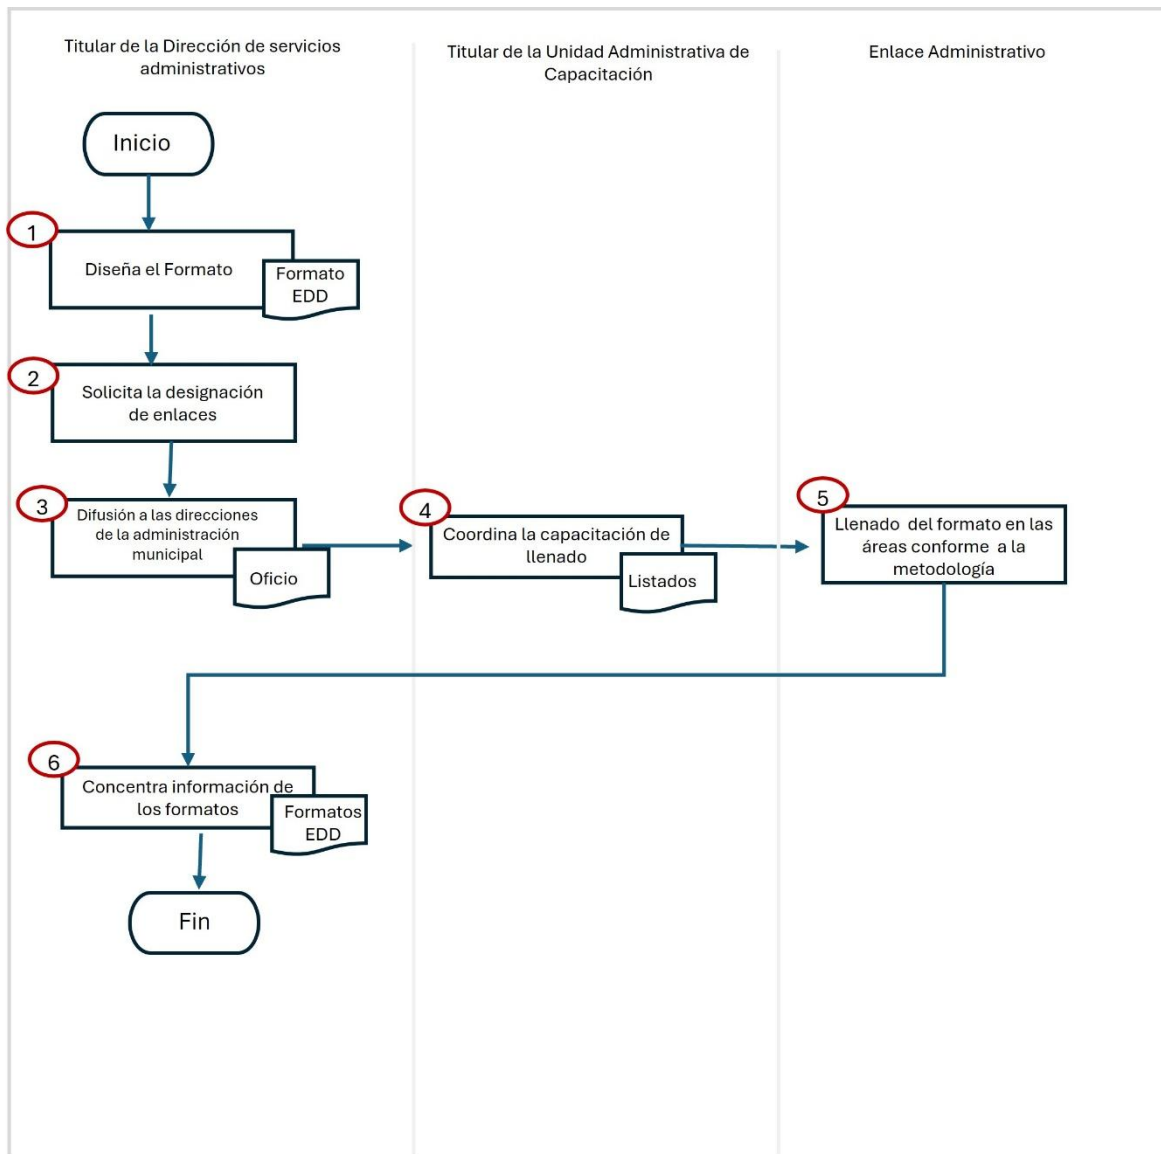 Titular de la Dirección de servicios
administrativos
Titular de la Unidad Administrativa de
Capacitación
Enlace Administrativo
Inicio
1
Diseña el Formato
Formato
EDD
2
Solicita la designación
de enlaces
3
Difusión a las direcciones
de la administración
municipal
Oficio
4
Coordina la capacitación de
llenado
Listados
5
Llenado del formato en las
áreas conforme a la
metodología
6
Concentra información de
los formatos
Formatos
EDD
Fin